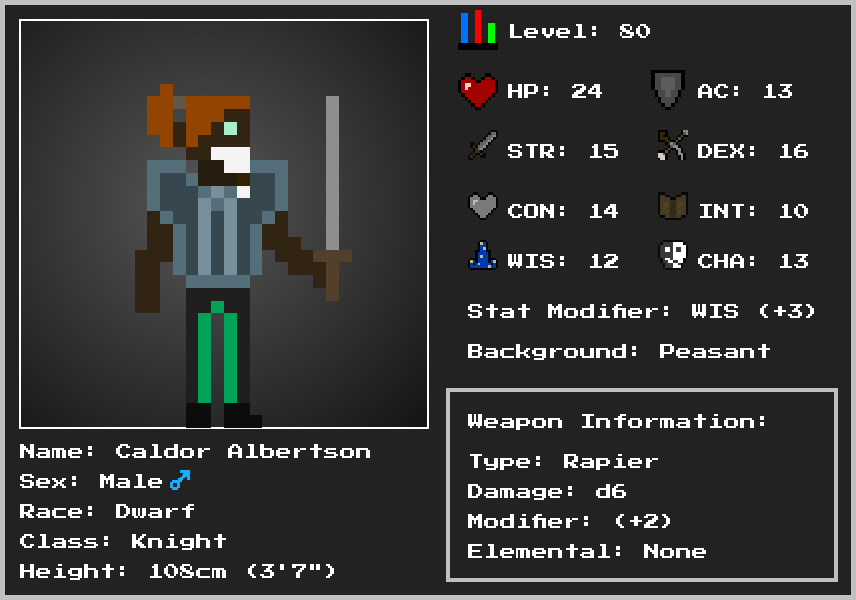 Level: 80
HP: 24 AC: 13
STR: 15 DEX: 16
CON: 14 INT: 10
WIS: 12 CHA: 13
Stat Modifier: WIS (+3)
Background: Peasant
Weapon Information:
Type: Rapier
Damage: d6
Modifier: (+2)
Elemental: None
Name: Caldor Albertson
Sex: Male♂
Race: Dwarf
Class: Knight
Height: 108cm (3'7")